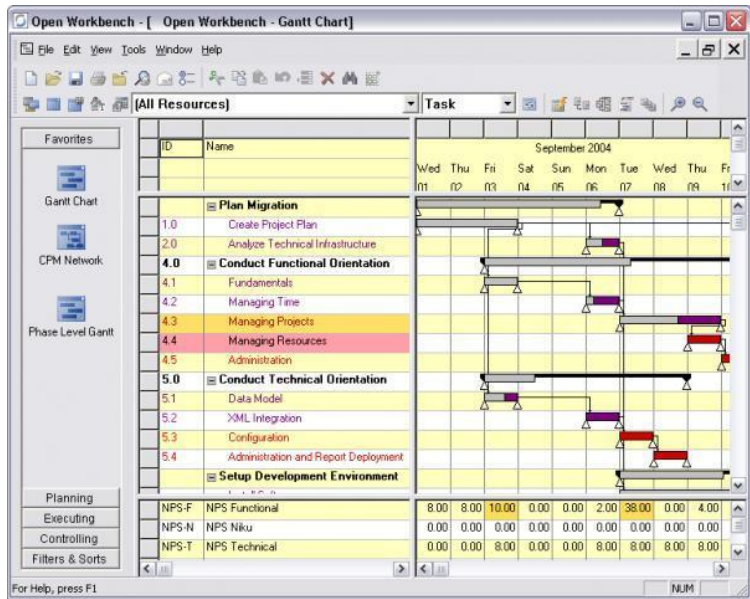 Open Workbench - [   Open Workbench - Gantt Chart]
File Edit View Tools Window Help
(All Resources) Task
Favorites
Gantt Chart
CPM Network
Phase Level Gantt
Planning
Executing
Controlling
Filters & Sorts
ID Name
September 2004
Wed Thu Fri Sat Sun Mon Tue Wed Thu
01 02 03 04 05 06 07 08 09
Plan Migration
1.0 Create Project Plan
2.0 Analyze Technical Infrastructure
4.0 Conduct Functional Orientation
4.1 Fundamentals
4.2 Managing Time
4.3 Managing Projects
4.4 Managing Resources
4.5 Administration
5.0 Conduct Technical Orientation
5.1 Data Model
5.2 XML Integration
5.3 Configuration
5.4 Administration and Report Deployment
Setup Development Environment
NPS-F NPS Functional 8.00 8.00 10.00 0.00 0.00 2.00 38.00 0.00 4.00
NPS-N NPS Niku 0.00 0.00 0.00 0.00 0.00 0.00 0.00 0.00 0.00
NPS-T NPS Technical 0.00 0.00 8.00 0.00 0.00 8.00 8.00 8.00 8.00
For Help, press F1
NUM